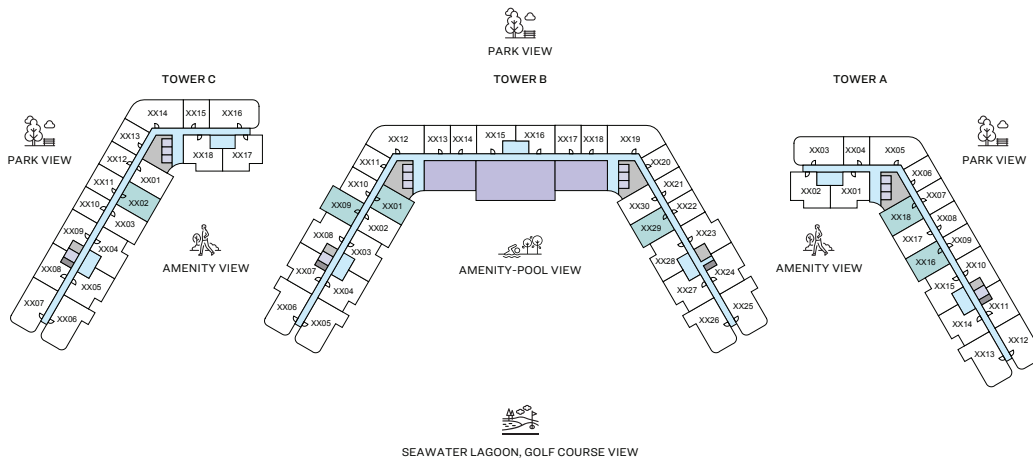 PARK VIEW
TOWER C
TOWER B
TOWER A
PARK VIEW
PARK VIEW
XX14
XX15
XX16
XX13
XX12
XX11
XX10
XX09
XX08
XX07
XX06
XX05
XX04
XX03
XX02
XX01
XX18
XX17
AMENITY VIEW
XX12
XX13
XX14
XX15
XX16
XX17
XX18
XX19
XX11
XX10
XX09
XX08
XX07
XX06
XX05
XX04
XX03
XX02
XX01
XX20
XX21
XX22
XX23
XX24
XX25
XX26
XX27
XX28
XX29
XX30
AMENITY-POOL VIEW
XX03
XX04
XX05
XX02
XX01
XX06
XX07
XX08
XX09
XX10
XX11
XX12
XX13
XX14
XX15
XX16
XX17
XX18
AMENITY VIEW
SEAWATER LAGOON, GOLF COURSE VIEW